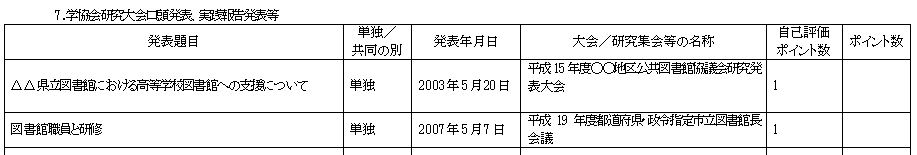 7.学協会研究大会口頭発表、実践報告発表等
発表題目 単独／共同の別 発表年月日 大会／研究集会等の名称 自己評価ポイント数 ポイント数
△△県立図書館における高等学校図書館への支援について 単独 2003年5月20日 平成15年度〇〇地区公共図書館協議会研究発表大会 1
図書館職員と研修 単独 2007年5月7日 平成19年度都道府県・政令指定市立図書館長会議 1